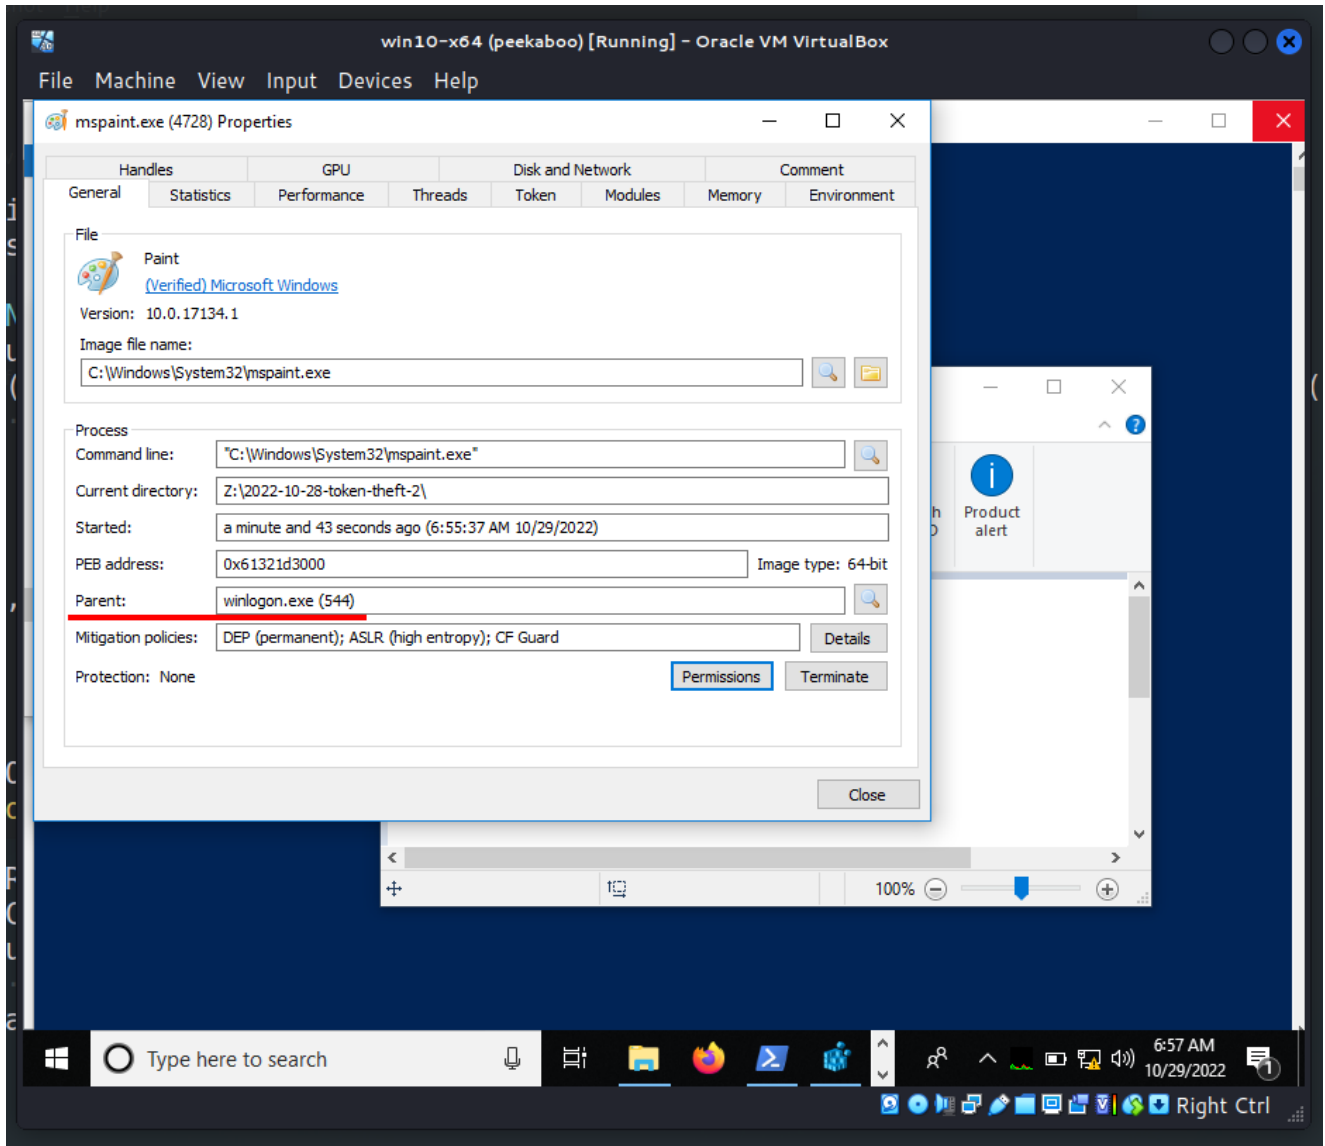 win10-x64 (peekaboo) [Running] - Oracle VM VirtualBox
File Machine View Input Devices Help
mspaint.exe (4728) Properties
Handles GPU Disk and Network Comment
General Statistics Performance Threads Token Modules Memory Environment
File
Paint
(Verified) Microsoft Windows
Version: 10.0.17134.1
Image file name:
C:\Windows\System32\mspaint.exe
Process
Command line: "C:\Windows\System32\mspaint.exe"
Current directory: Z:\2022-10-28-token-theft-2\
Started: a minute and 43 seconds ago (6:55:37 AM 10/29/2022)
PEB address: 0x61321d3000 Image type: 64-bit
Parent: winlogon.exe (544)
Mitigation policies: DEP (permanent); ASLR (high entropy); CF Guard Details
Protection: None Permissions Terminate
Close
Product
alert
100%
Type here to search
6:57 AM
10/29/2022
1
Right Ctrl